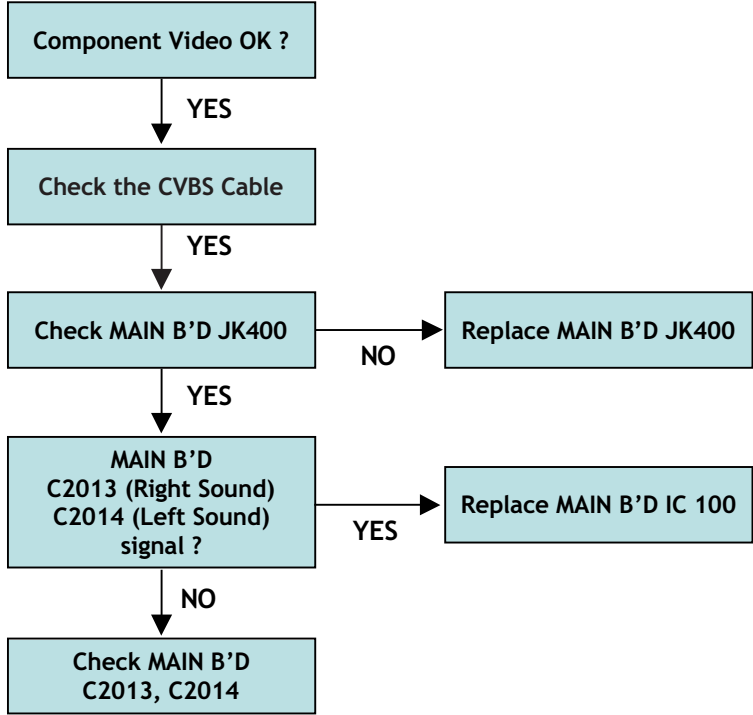 Component Video OK ?
YES
Check the CVBS Cable
YES
Check MAIN B’D JK400
NO
Replace MAIN B’D JK400
YES
MAIN B’D
C2013 (Right Sound)
C2014 (Left Sound)
signal ?
YES
Replace MAIN B’D IC 100
NO
Check MAIN B’D
C2013, C2014